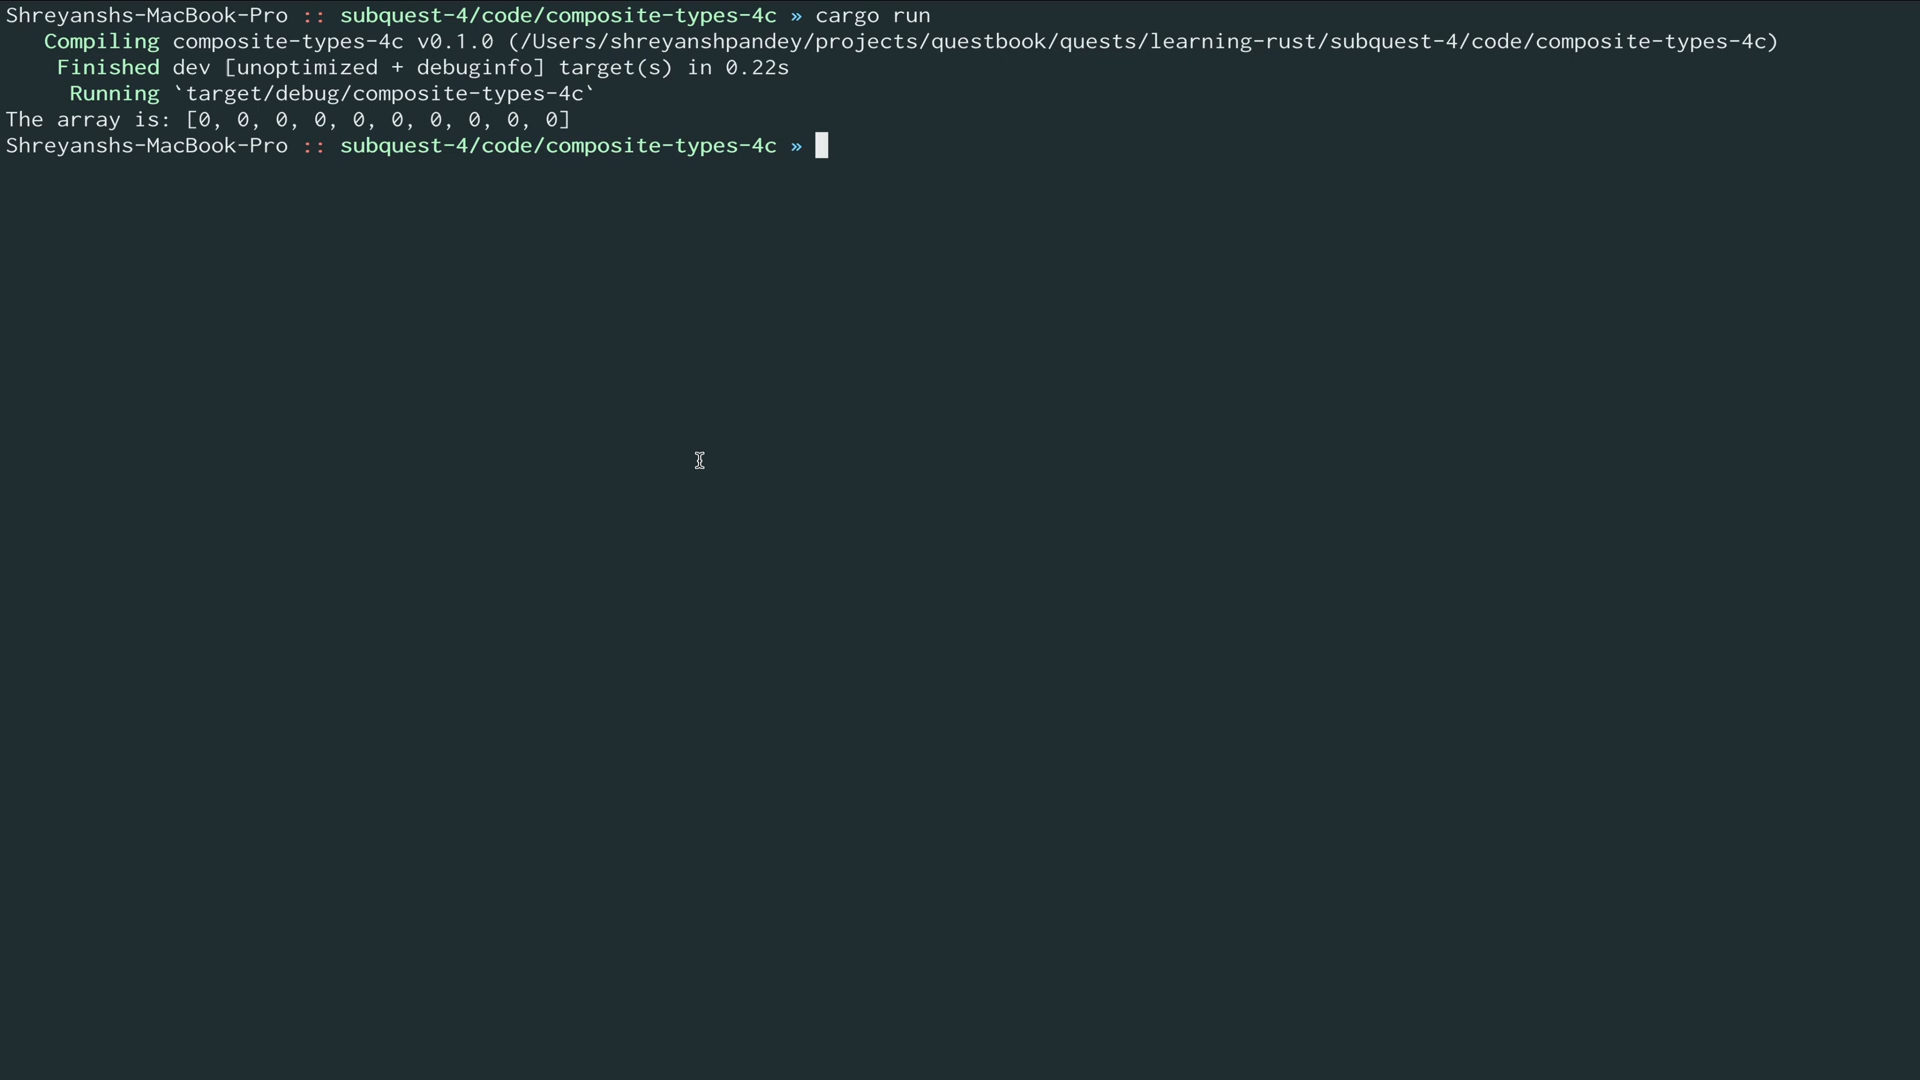 Shreyanshs-MacBook-Pro :: subquest-4/code/composite-types-4c » cargo run
Compiling composite-types-4c v0.1.0 (/Users/shreyanshpandey/projects/questbook/quests/learning-rust/subquest-4/code/composite-types-4c)
Finished dev [unoptimized + debuginfo] target(s) in 0.22s
Running `target/debug/composite-types-4c`
The array is: [0, 0, 0, 0, 0, 0, 0, 0, 0, 0]
Shreyanshs-MacBook-Pro :: subquest-4/code/composite-types-4c »